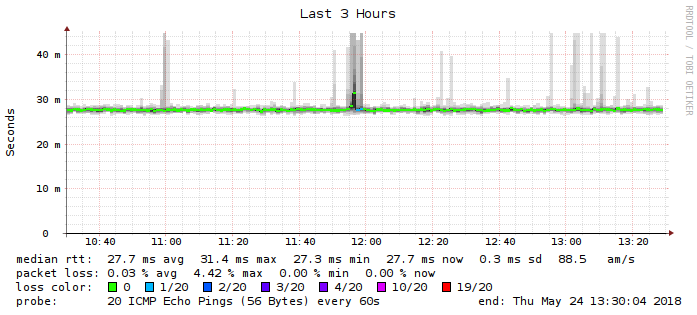 Last 3 Hours
RRDTOOL / TOBI OETIKER
Seconds
40 m
30 m
20 m
10 m
0
10:40 11:00 11:20 11:40 12:00 12:20 12:40 13:00 13:20
median rtt: 27.7 ms avg 31.4 ms max 27.3 ms min 27.7 ms now 0.3 ms sd 88.5 am/s
packet loss: 0.03 % avg 4.42 % max 0.00 % min 0.00 % now
loss color: 0 1/20 2/20 3/20 4/20 10/20 19/20
probe: 20 ICMP Echo Pings (56 Bytes) every 60s end: Thu May 24 13:30:04 2018